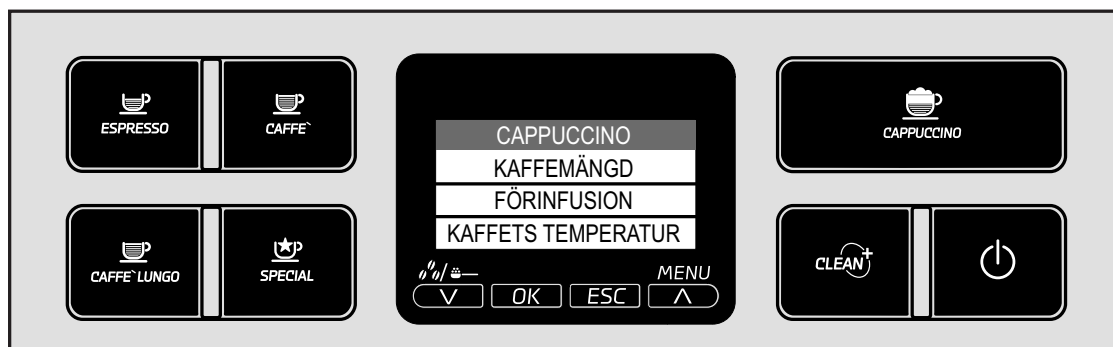 ESPRESSO
CAFFE`
CAFFE`LUNGO
SPECIAL
CAPPUCCINO
KAFFEMÄNGD
FÖRINFUSION
KAFFETS TEMPERATUR
MENU
OK
ESC
CAPPUCCINO
CLEAN+